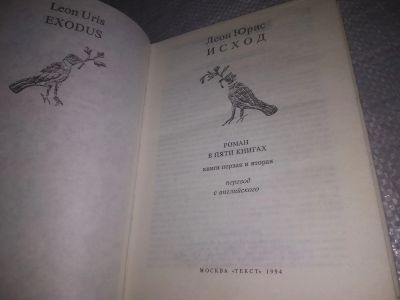 Leon Uris
EXODUS
Леон Юрис
ИСХОД
РОМАН
В ПЯТИ КНИГАХ
книги первая и вторая
перевод
с английского
МОСКВА «ТЕКСТ» 1994